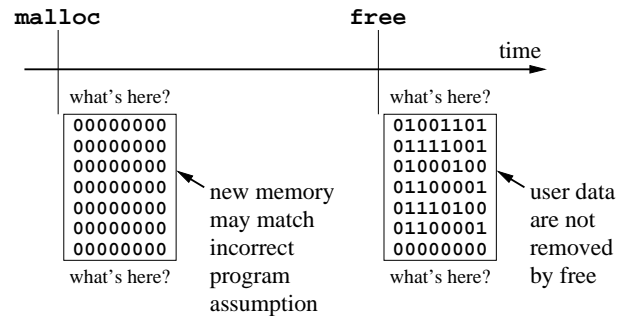 malloc
free
time
what's here?
00000000
00000000
00000000
00000000
00000000
00000000
00000000
what's here?
new memory
may match
incorrect
program
assumption
what's here?
01001101
01111001
01000100
01100001
01110100
01100001
00000000
what's here?
user data
are not
removed
by free